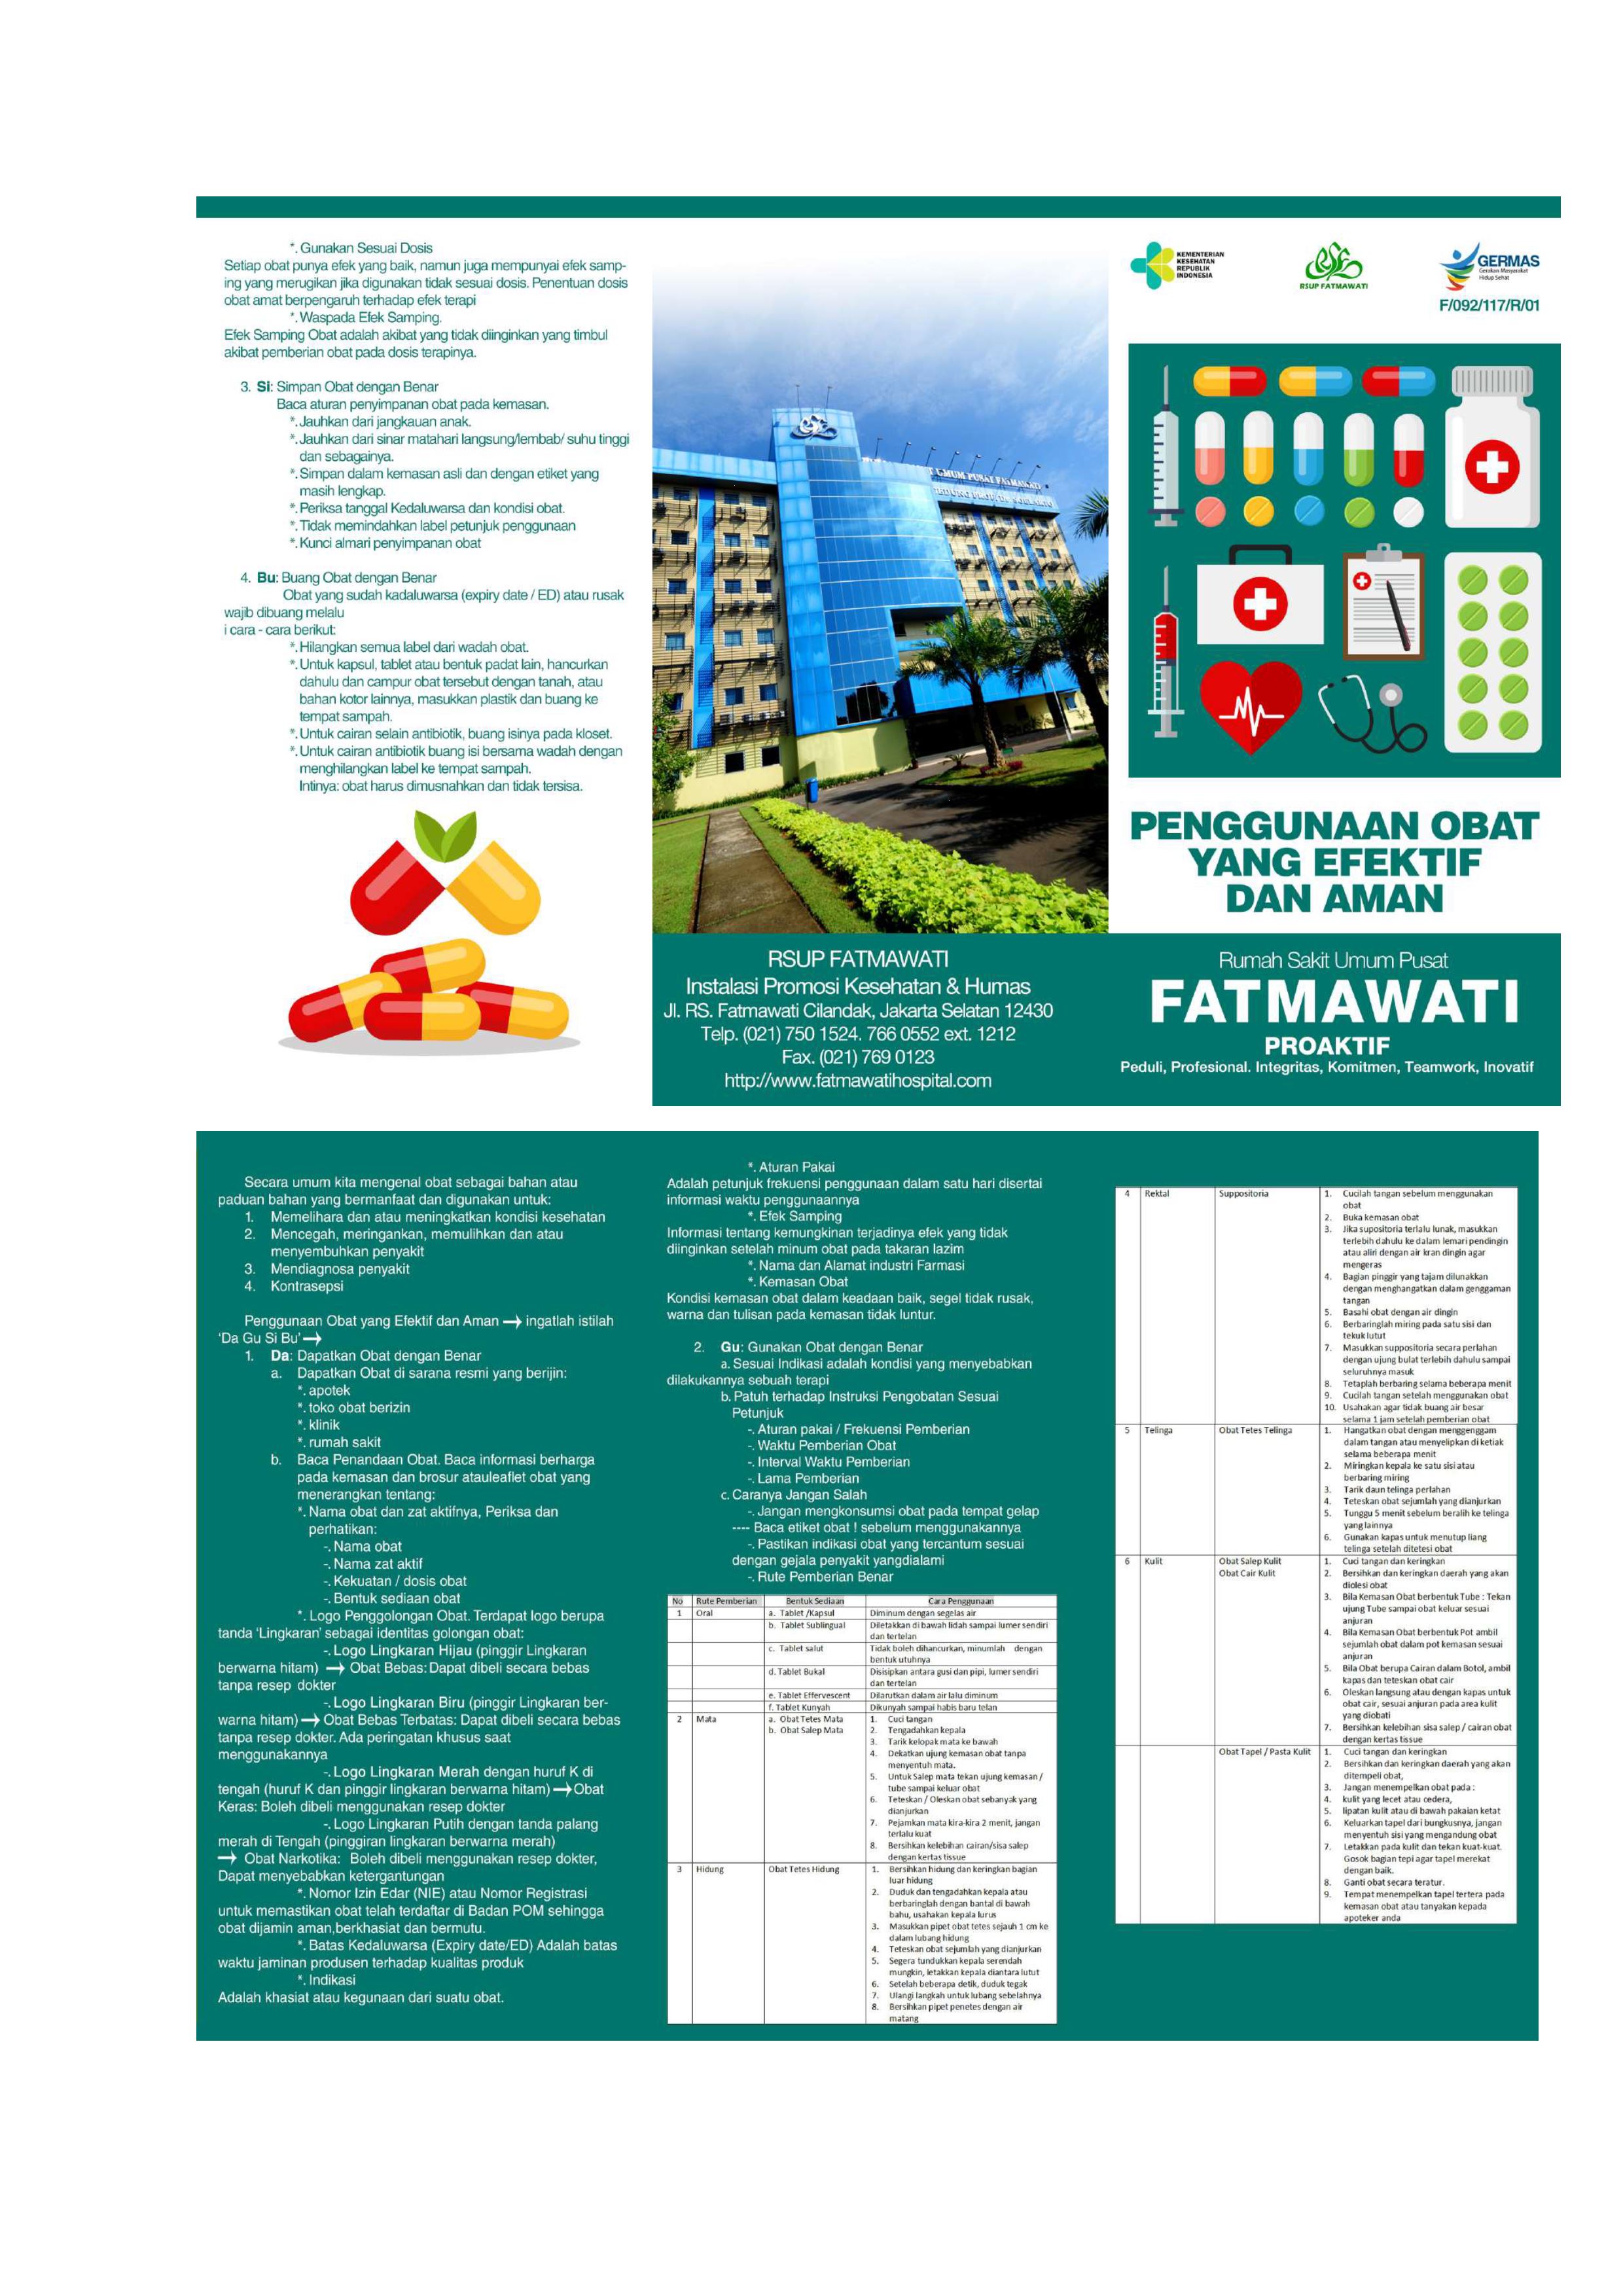 *. Gunakan Sesuai Dosis
Setiap obat punya efek yang baik, namun juga mempunyai efek samp-
ing yang merugikan jika digunakan tidak sesuai dosis. Penentuan dosis
obat amat berpengaruh terhadap efek terapi
*. Waspada Efek Samping.
Efek Samping Obat adalah akibat yang tidak diinginkan yang timbul
akibat pemberian obat pada dosis terapinya.
3. Si: Simpan Obat dengan Benar
Baca aturan penyimpanan obat pada kemasan.
*. Jauhkan dari jangkauan anak.
*. Jauhkan dari sinar matahari langsung/lembab/ suhu tinggi
dan sebagainya.
*. Simpan dalam kemasan asli dan dengan etiket yang
masih lengkap.
*. Periksa tanggal Kedaluwarsa dan kondisi obat.
*. Tidak memindahkan label petunjuk penggunaan
*. Kunci almari penyimpanan obat
4. Bu: Buang Obat dengan Benar
Obat yang sudah kadaluwarsa (expiry date / ED) atau rusak
wajib dibuang melalu
i cara - cara berikut:
*. Hilangkan semua label dari wadah obat.
*. Untuk kapsul, tablet atau bentuk padat lain, hancurkan
dahulu dan campur obat tersebut dengan tanah, atau
bahan kotor lainnya, masukkan plastik dan buang ke
tempat sampah.
*. Untuk cairan selain antibiotik, buang isinya pada kloset.
*. Untuk cairan antibiotik buang isi bersama wadah dengan
menghilangkan label ke tempat sampah.
Intinya: obat harus dimusnahkan dan tidak tersisa.
RSUP FATMAWATI
Instalasi Promosi Kesehatan & Humas
Jl. RS. Fatmawati Cilandak, Jakarta Selatan 12430
Telp. (021) 750 1524. 766 0552 ext. 1212
Fax. (021) 769 0123
http://www.fatmawatihospital.com
KEMENTERIAN
KESEHATAN
REPUBLIK
INDONESIA
RSUP FATMAWATI
GERMAS
Gerakan Masyarakat
Hidup Sehat
F/092/117/R/01
PENGGUNAAN OBAT
YANG EFEKTIF
DAN AMAN
Rumah Sakit Umum Pusat
FATMAWATI
PROAKTIF
Peduli, Profesional. Integritas, Komitmen, Teamwork, Inovatif
Secara umum kita mengenal obat sebagai bahan atau
paduan bahan yang bermanfaat dan digunakan untuk:
1. Memelihara dan atau meningkatkan kondisi kesehatan
2. Mencegah, meringankan, memulihkan dan atau
menyembuhkan penyakit
3. Mendiagnosa penyakit
4. Kontrasepsi
Penggunaan Obat yang Efektif dan Aman → ingatlah istilah
'Da Gu Si Bu' →
1. Da: Dapatkan Obat dengan Benar
a. Dapatkan Obat di sarana resmi yang berijin:
*. apotek
*. toko obat berizin
*. klinik
*. rumah sakit
b. Baca Penandaan Obat. Baca informasi berharga
pada kemasan dan brosur atauleaflet obat yang
menerangkan tentang:
*. Nama obat dan zat aktifnya, Periksa dan
perhatikan:
-. Nama obat
-. Nama zat aktif
-. Kekuatan / dosis obat
-. Bentuk sediaan obat
*. Logo Penggolongan Obat. Terdapat logo berupa
tanda 'Lingkaran' sebagai identitas golongan obat:
-. Logo Lingkaran Hijau (pinggir Lingkaran
berwarna hitam) → Obat Bebas: Dapat dibeli secara bebas
tanpa resep dokter
-. Logo Lingkaran Biru (pinggir Lingkaran ber-
warna hitam) → Obat Bebas Terbatas: Dapat dibeli secara bebas
tanpa resep dokter. Ada peringatan khusus saat
menggunakannya
-. Logo Lingkaran Merah dengan huruf K di
tengah (huruf K dan pinggir lingkaran berwarna hitam) → Obat
Keras: Boleh dibeli menggunakan resep dokter
-. Logo Lingkaran Putih dengan tanda palang
merah di Tengah (pinggiran lingkaran berwarna merah)
→ Obat Narkotika: Boleh dibeli menggunakan resep dokter,
Dapat menyebabkan ketergantungan
*. Nomor Izin Edar (NIE) atau Nomor Registrasi
untuk memastikan obat telah terdaftar di Badan POM sehingga
obat dijamin aman,berkhasiat dan bermutu.
*. Batas Kedaluwarsa (Expiry date/ED) Adalah batas
waktu jaminan produsen terhadap kualitas produk
*. Indikasi
Adalah khasiat atau kegunaan dari suatu obat.
*. Aturan Pakai
Adalah petunjuk frekuensi penggunaan dalam satu hari disertai
informasi waktu penggunaannya
*. Efek Samping
Informasi tentang kemungkinan terjadinya efek yang tidak
diinginkan setelah minum obat pada takaran lazim
*. Nama dan Alamat industri Farmasi
*. Kemasan Obat
Kondisi kemasan obat dalam keadaan baik, segel tidak rusak,
warna dan tulisan pada kemasan tidak luntur.
2. Gu: Gunakan Obat dengan Benar
a. Sesuai Indikasi adalah kondisi yang menyebabkan
dilakukannya sebuah terapi
b. Patuh terhadap Instruksi Pengobatan Sesuai
Petunjuk
-. Aturan pakai / Frekuensi Pemberian
-. Waktu Pemberian Obat
-. Interval Waktu Pemberian
-. Lama Pemberian
c. Caranya Jangan Salah
-. Jangan mengkonsumsi obat pada tempat gelap
---- Baca etiket obat ! sebelum menggunakannya
-. Pastikan indikasi obat yang tercantum sesuai
dengan gejala penyakit yangdialami
-. Rute Pemberian Benar
No Rute Pemberian Bentuk Sediaan Cara Penggunaan
1 Oral a. Tablet /Kapsul Diminum dengan segelas air
b. Tablet Sublingual Diletakkan di bawah lidah sampai lumer sendiri
dan tertelan
c. Tablet salut Tidak boleh dihancurkan, minumlah dengan
bentuk utuhnya
d. Tablet Bukal Disisipkan antara gusi dan pipi, lumer sendiri
dan tertelan
e. Tablet Effervescent Dilarutkan dalam air lalu diminum
f. Tablet Kunyah Dikunyah sampai habis baru telan
2 Mata a. Obat Tetes Mata 1. Cuci tangan
b. Obat Salep Mata 2. Tengadahkan kepala
3. Tarik kelopak mata ke bawah
4. Dekatkan ujung kemasan obat tanpa
menyentuh mata.
5. Untuk Salep mata tekan ujung kemasan /
tube sampai keluar obat
6. Teteskan / Oleskan obat sebanyak yang
dianjurkan
7. Pejamkan mata kira-kira 2 menit, jangan
terlalu kuat
8. Bersihkan kelebihan cairan/sisa salep
dengan kertas tissue
3 Hidung Obat Tetes Hidung 1. Bersihkan hidung dan keringkan bagian
luar hidung
2. Duduk dan tengadahkan kepala atau
berbaringlah dengan bantal di bawah
bahu, usahakan kepala lurus
3. Masukkan pipet obat tetes sejauh 1 cm ke
dalam lubang hidung
4. Teteskan obat sejumlah yang dianjurkan
5. Segera tundukkan kepala serendah
mungkin, letakkan kepala diantara lutut
6. Setelah beberapa detik, duduk tegak
7. Ulangi langkah untuk lubang sebelahnya
8. Bersihkan pipet penetes dengan air
matang
4 Rektal Suppositoria 1. Cucilah tangan sebelum menggunakan
obat
2. Buka kemasan obat
3. Jika supositoria terlalu lunak, masukkan
terlebih dahulu ke dalam lemari pendingin
atau aliri dengan air kran dingin agar
mengeras
4. Bagian pinggir yang tajam dilunakkan
dengan menghangatkan dalam genggaman
tangan
5. Basahi obat dengan air dingin
6. Berbaringlah miring pada satu sisi dan
tekuk lutut
7. Masukkan suppositoria secara perlahan
dengan ujung bulat terlebih dahulu sampai
seluruhnya masuk
8. Tetaplah berbaring selama beberapa menit
9. Cucilah tangan setelah menggunakan obat
10. Usahakan agar tidak buang air besar
selama 1 jam setelah pemberian obat
5 Telinga Obat Tetes Telinga 1. Hangatkan obat dengan menggenggam
dalam tangan atau menyelipkan di ketiak
selama beberapa menit
2. Miringkan kepala ke satu sisi atau
berbaring miring
3. Tarik daun telinga perlahan
4. Teteskan obat sejumlah yang dianjurkan
5. Tunggu 5 menit sebelum beralih ke telinga
yang lainnya
6. Gunakan kapas untuk menutup liang
telinga setelah ditetesi obat
6 Kulit Obat Salep Kulit 1. Cuci tangan dan keringkan
Obat Cair Kulit 2. Bersihkan dan keringkan daerah yang akan
diolesi obat
3. Bila Kemasan Obat berbentuk Tube : Tekan
ujung Tube sampai obat keluar sesuai
anjuran
4. Bila Kemasan Obat berbentuk Pot ambil
sejumlah obat dalam pot kemasan sesuai
anjuran
5. Bila Obat berupa Cairan dalam Botol, ambil
kapas dan teteskan obat cair
6. Oleskan langsung atau dengan kapas untuk
obat cair, sesuai anjuran pada area kulit
yang diobati
7. Bersihkan kelebihan sisa salep / cairan obat
dengan kertas tissue
Obat Tapel / Pasta Kulit 1. Cuci tangan dan keringkan
2. Bersihkan dan keringkan daerah yang akan
ditempeli obat,
3. Jangan menempelkan obat pada :
4. kulit yang lecet atau cedera,
5. lipatan kulit atau di bawah pakaian ketat
6. Keluarkan tapel dari bungkusnya, jangan
menyentuh sisi yang mengandung obat
7. Letakkan pada kulit dan tekan kuat-kuat.
Gosok bagian tepi agar tapel merekat
dengan baik.
8. Ganti obat secara teratur.
9. Tempat menempelkan tapel tertera pada
kemasan obat atau tanyakan kepada
apoteker anda